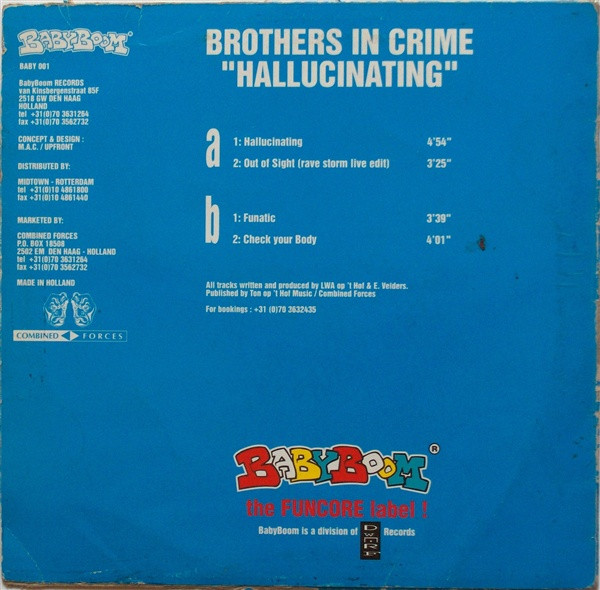 BABYBOOM
BABY 001
BabyBoom RECORDS
van Kinsbergenstraat 85F
2518 GW DEN HAAG
HOLLAND
tel +31(0)70 3631264
fax +31(0)70 3562732
CONCEPT & DESIGN :
M.A.C. / UPFRONT
DISTRIBUTED BY:
MIDTOWN - ROTTERDAM
tel +31(0)10 4861800
fax +31(0)10 4861440
MARKETED BY:
COMBINED FORCES
P.O. BOX 18508
2502 EM DEN HAAG - HOLLAND
tel +31(0)70 3631264
fax +31(0)70 3562732
MADE IN HOLLAND
COMBINED FORCES
BROTHERS IN CRIME
"HALLUCINATING"
a
1: Hallucinating 4'54"
2: Out of Sight (rave storm live edit) 3'25"
b
1: Funatic 3'39"
2: Check your Body 4'01"
All tracks written and produced by LWA op 't Hof & E. Velders.
Published by Ton op 't Hof Music / Combined Forces
For bookings : +31 (0)70 3632435
BABYBOOM ®
the FUNCORE label !
BabyBoom is a division of DWARF Records